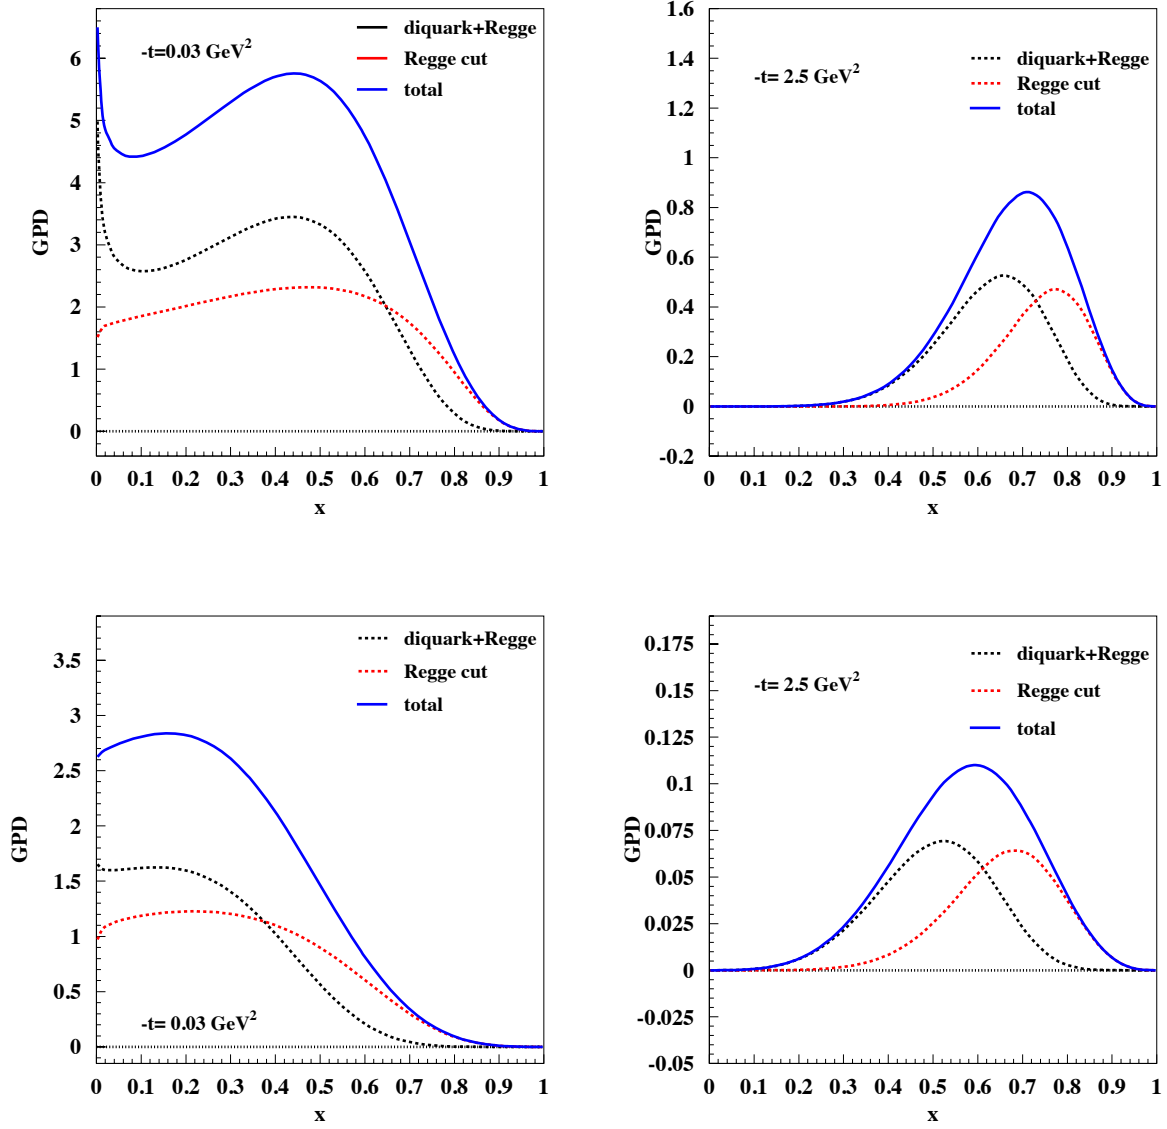 -t=0.03 GeV²
diquark+Regge
Regge cut
total
GPD
6
5
4
3
2
1
0
0 0.1 0.2 0.3 0.4 0.5 0.6 0.7 0.8 0.9 1
x
-t= 2.5 GeV²
diquark+Regge
Regge cut
total
GPD
1.6
1.4
1.2
1
0.8
0.6
0.4
0.2
0
-0.2
0 0.1 0.2 0.3 0.4 0.5 0.6 0.7 0.8 0.9 1
x
diquark+Regge
Regge cut
total
-t= 0.03 GeV²
GPD
3.5
3
2.5
2
1.5
1
0.5
0
0 0.1 0.2 0.3 0.4 0.5 0.6 0.7 0.8 0.9 1
x
-t= 2.5 GeV²
diquark+Regge
Regge cut
total
GPD
0.175
0.15
0.125
0.1
0.075
0.05
0.025
0
-0.025
-0.05
0 0.1 0.2 0.3 0.4 0.5 0.6 0.7 0.8 0.9 1
x